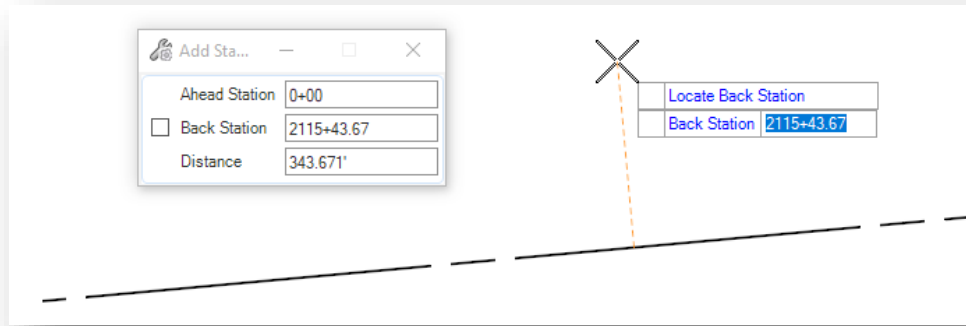 Add Sta...
Ahead Station 0+00
Back Station 2115+43.67
Distance 343.671'
Locate Back Station
Back Station 2115+43.67